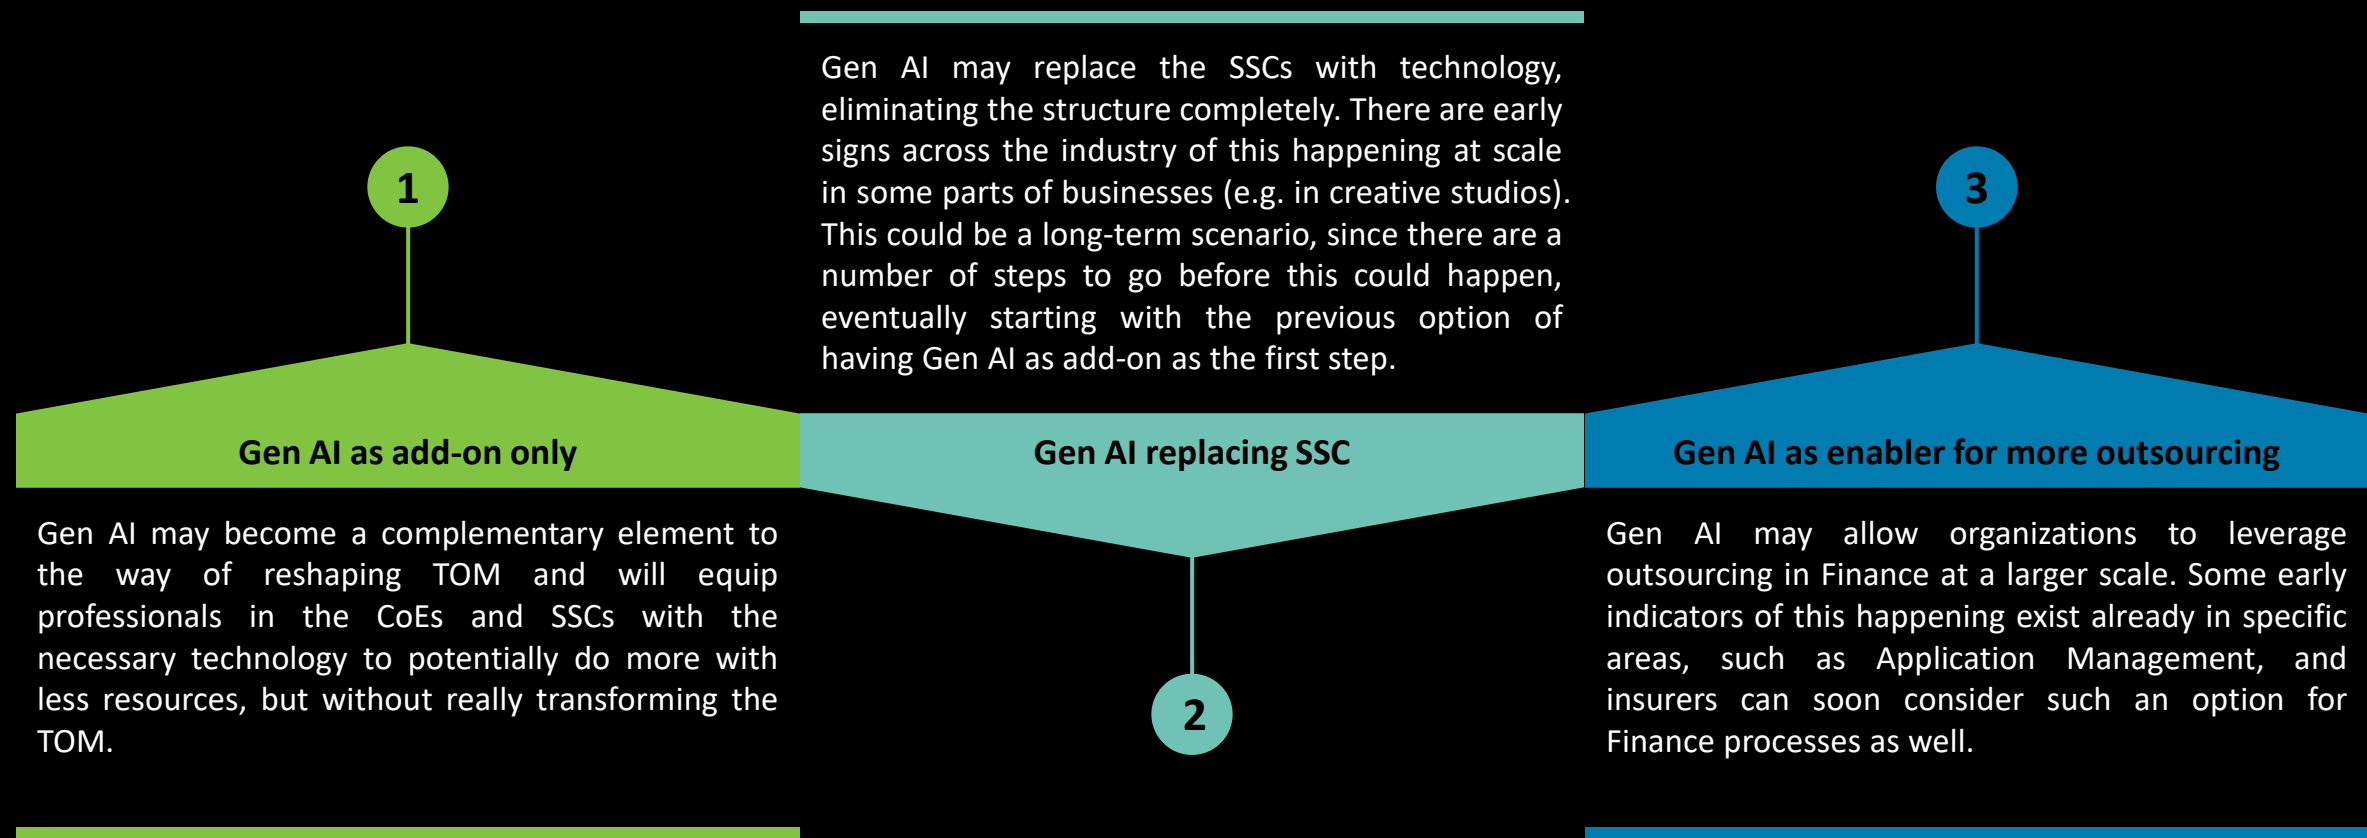 1
Gen AI as add-on only
Gen AI may become a complementary element to
the way of reshaping TOM and will equip
professionals in the CoEs and SSCs with the
necessary technology to potentially do more with
less resources, but without really transforming the
TOM.
Gen AI may replace the SSCs with technology,
eliminating the structure completely. There are early
signs across the industry of this happening at scale
in some parts of businesses (e.g. in creative studios).
This could be a long-term scenario, since there are a
number of steps to go before this could happen,
eventually starting with the previous option of
having Gen AI as add-on as the first step.
Gen AI replacing SSC
2
3
Gen AI as enabler for more outsourcing
Gen AI may allow organizations to leverage
outsourcing in Finance at a larger scale. Some early
indicators of this happening exist already in specific
areas, such as Application Management, and
insurers can soon consider such an option for
Finance processes as well.